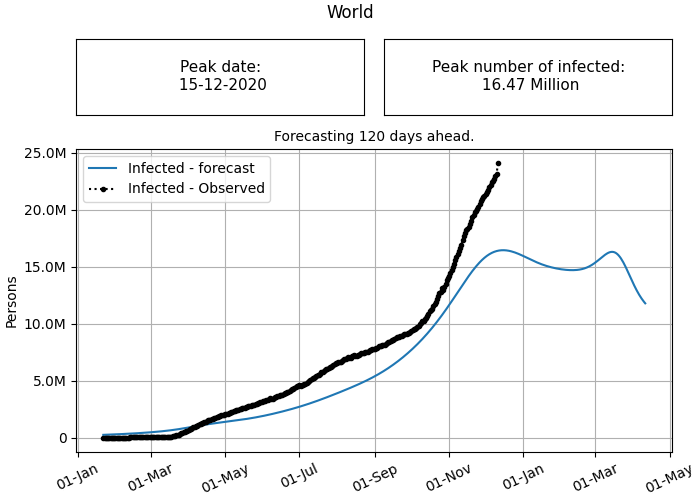 World
Peak date:
15-12-2020
Peak number of infected:
16.47 Million
Forecasting 120 days ahead.
25.0M
20.0M
15.0M
10.0M
5.0M
0
Persons
Infected - forecast
Infected - Observed
01-Jan
01-Mar
01-May
01-Jul
01-Sep
01-Nov
01-Jan
01-Mar
01-May